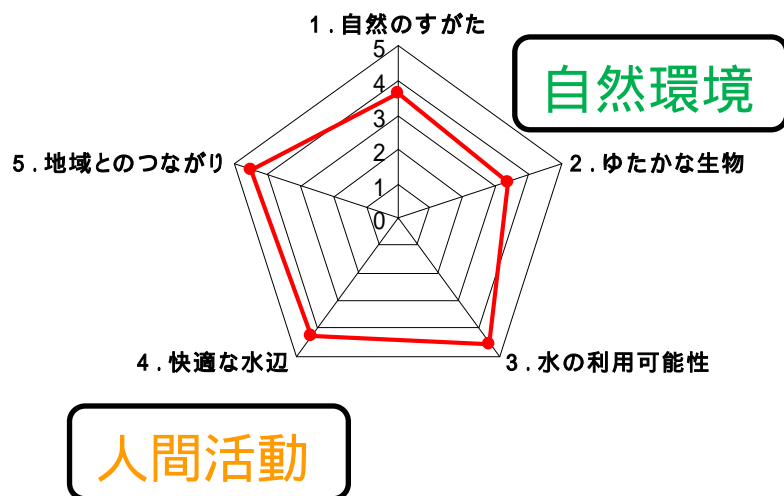 1.自然のすがた
5
4
3
2
1
0
自然環境
2.ゆたかな生物
3.水の利用可能性
4.快適な水辺
5.地域とのつながり
人間活動